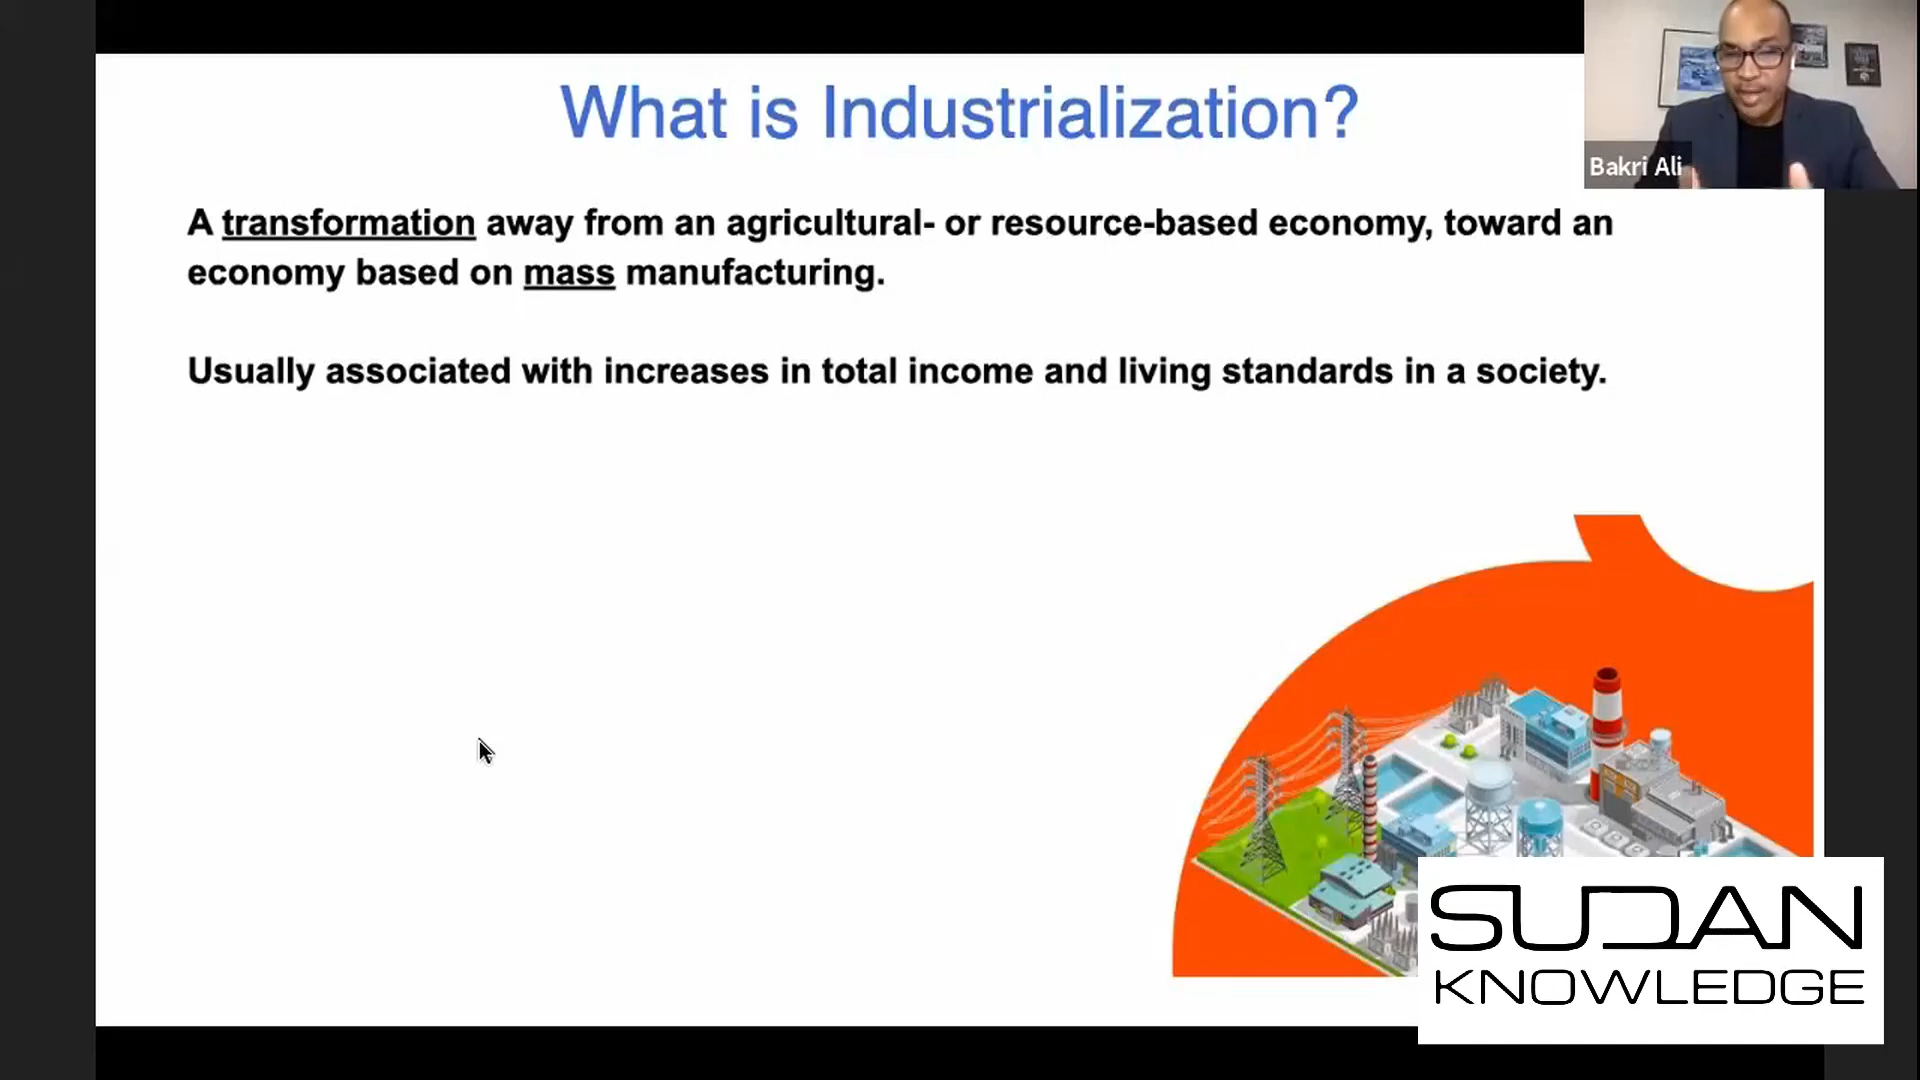 What is Industrialization?
Bakri Ali
A transformation away from an agricultural- or resource-based economy, toward an
economy based on mass manufacturing.
Usually associated with increases in total income and living standards in a society.
SUDAN
KNOWLEDGE